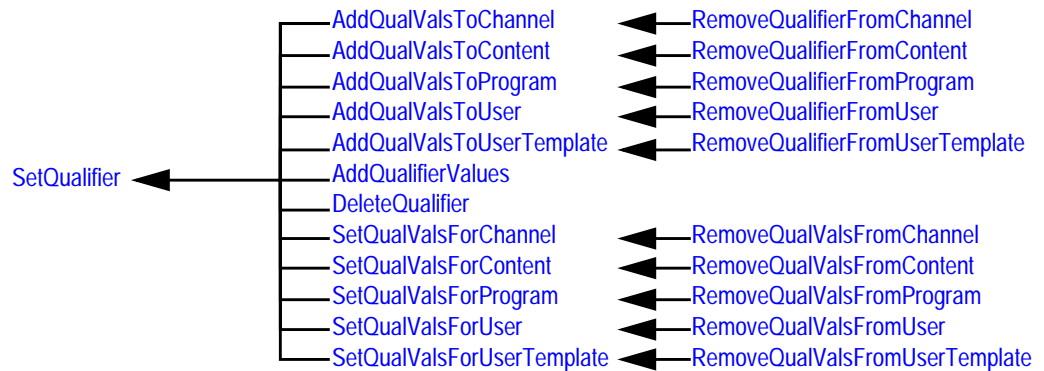 AddQualValsToChannel RemoveQualifierFromChannel
AddQualValsToContent RemoveQualifierFromContent
AddQualValsToProgram RemoveQualifierFromProgram
AddQualValsToUser RemoveQualifierFromUser
AddQualValsToUserTemplate RemoveQualifierFromUserTemplate
SetQualifier AddQualifierValues
DeleteQualifier
SetQualValsForChannel RemoveQualValsFromChannel
SetQualValsForContent RemoveQualValsFromContent
SetQualValsForProgram RemoveQualValsFromProgram
SetQualValsForUser RemoveQualValsFromUser
SetQualValsForUserTemplate RemoveQualValsFromUserTemplate